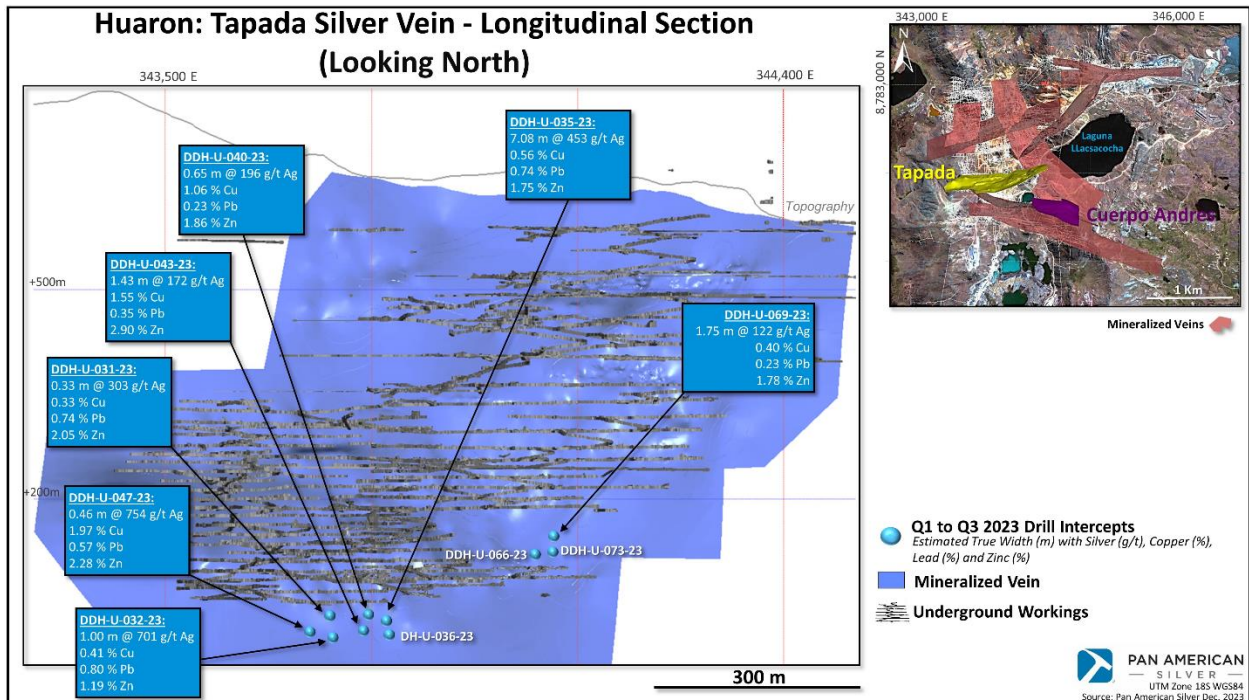 Huaron: Tapada Silver Vein - Longitudinal Section
(Looking North)
343,500 E
344,400 E
DDH-U-035-23:
7.08 m @ 453 g/t Ag
0.56 % Cu
0.74 % Pb
1.75 % Zn
DDH-U-040-23:
0.65 m @ 196 g/t Ag
1.06 % Cu
0.23 % Pb
1.86 % Zn
Topography
DDH-U-043-23:
1.43 m @ 172 g/t Ag
1.55 % Cu
0.35 % Pb
2.90 % Zn
+500m
DDH-U-069-23:
1.75 m @ 122 g/t Ag
0.40 % Cu
0.23 % Pb
1.78 % Zn
DDH-U-031-23:
0.33 m @ 303 g/t Ag
0.33 % Cu
0.74 % Pb
2.05 % Zn
DDH-U-047-23:
0.46 m @ 754 g/t Ag
1.97 % Cu
0.57 % Pb
2.28 % Zn
+200m
DDH-U-066-23
DDH-U-073-23
DDH-U-032-23:
1.00 m @ 701 g/t Ag
0.41 % Cu
0.80 % Pb
1.19 % Zn
DH-U-036-23
300 m
343,000 E
346,000 E
N
8,783,000 N
Laguna
LLacsacocha
Tapada
Cuerpo Andres
1 Km
Mineralized Veins
Q1 to Q3 2023 Drill Intercepts
Estimated True Width (m) with Silver (g/t), Copper (%),
Lead (%) and Zinc (%)
Mineralized Vein
Underground Workings
PAN AMERICAN
SILVER
UTM Zone 18S WGS84
Source: Pan American Silver Dec. 2023